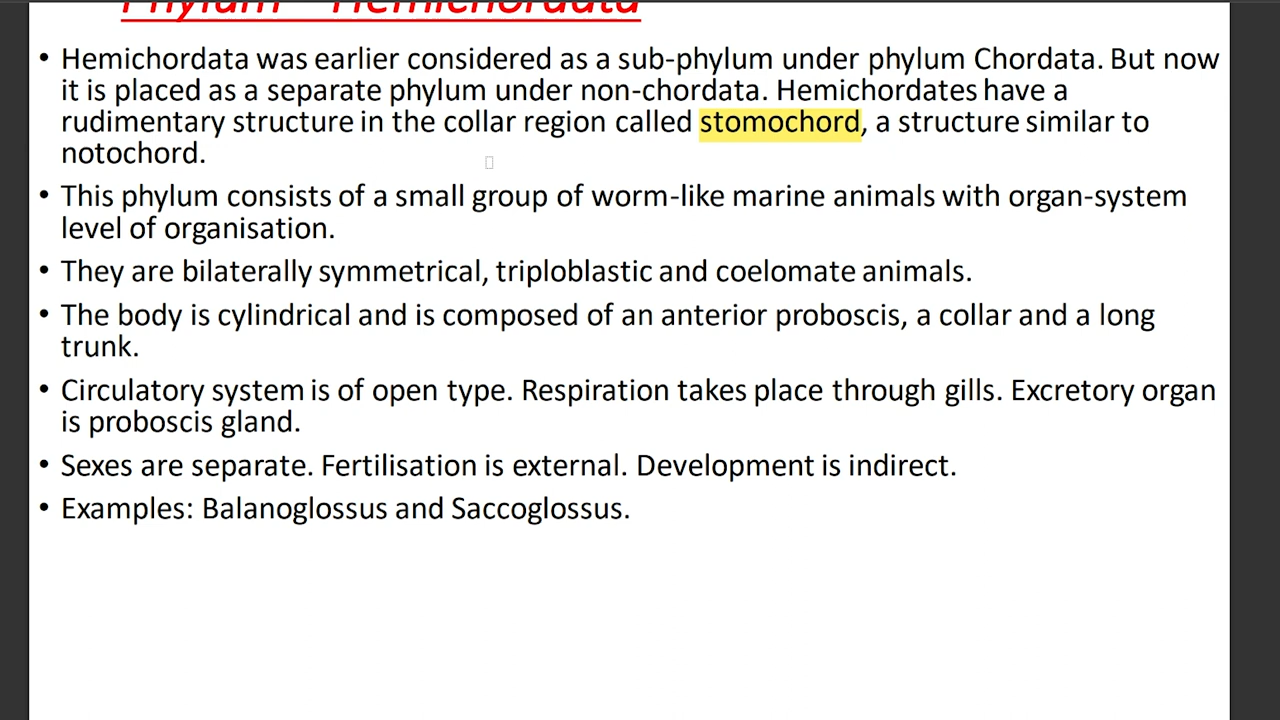 Phylum – Hemichordata
• Hemichordata was earlier considered as a sub-phylum under phylum Chordata. But now
it is placed as a separate phylum under non-chordata. Hemichordates have a
rudimentary structure in the collar region called stomochord, a structure similar to
notochord.
• This phylum consists of a small group of worm-like marine animals with organ-system
level of organisation.
• They are bilaterally symmetrical, triploblastic and coelomate animals.
• The body is cylindrical and is composed of an anterior proboscis, a collar and a long
trunk.
• Circulatory system is of open type. Respiration takes place through gills. Excretory organ
is proboscis gland.
• Sexes are separate. Fertilisation is external. Development is indirect.
• Examples: Balanoglossus and Saccoglossus.